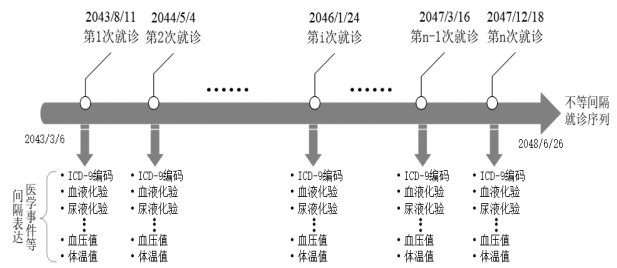 2043/8/11 2044/5/4 2046/1/24 2047/3/16 2047/12/18
第1次就诊 第2次就诊 第i次就诊 第n-1次就诊 第n次就诊
······ ······
不等间隔
就诊序列
2043/3/6 2048/6/26
医学事件等
间隔表达
·ICD-9编码 ·ICD-9编码 ·ICD-9编码 ·ICD-9编码 ·ICD-9编码
·血液化验 ·血液化验 ·血液化验 ·血液化验 ·血液化验
·尿液化验 ·尿液化验 ·尿液化验 ·尿液化验 ·尿液化验
·血压值 ·血压值 ·血压值 ·血压值 ·血压值
·体温值 ·体温值 ·体温值 ·体温值 ·体温值